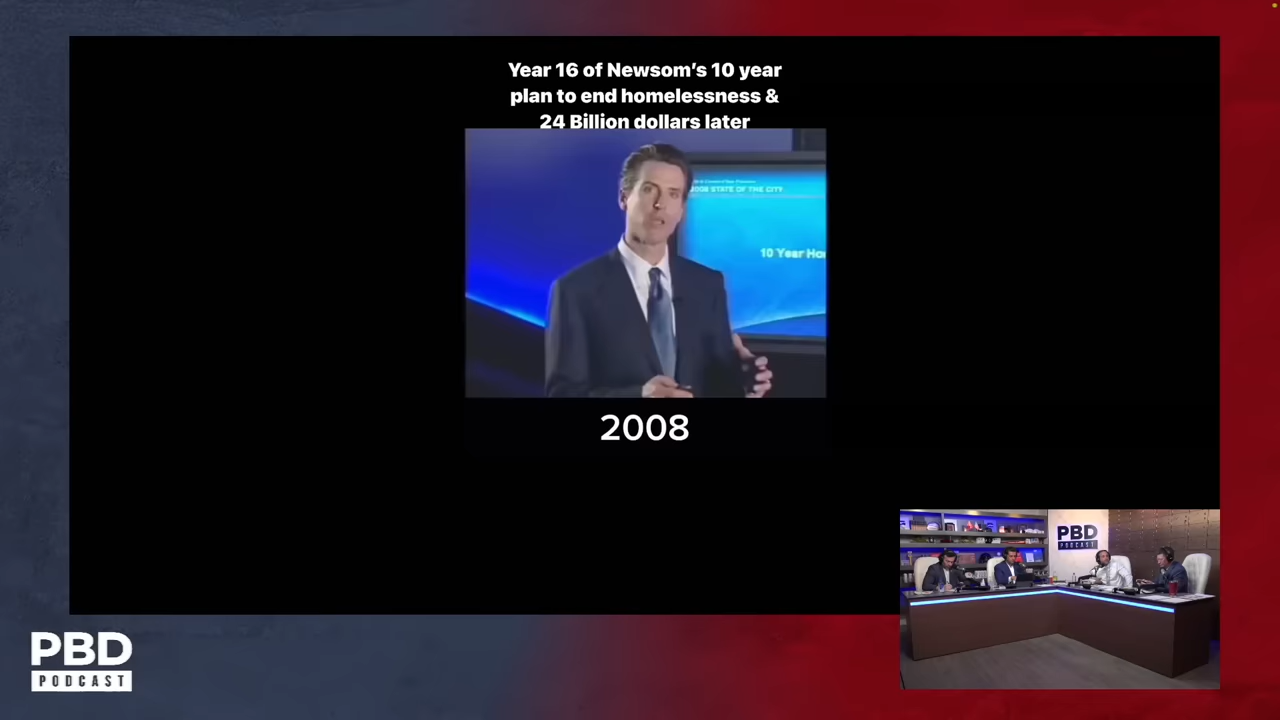 Year 16 of Newsom's 10 year
plan to end homelessness &
24 Billion dollars later
2008 STATE OF THE CITY
10 Year Ho
2008
PBD
PODCAST
PBD
PODCAST